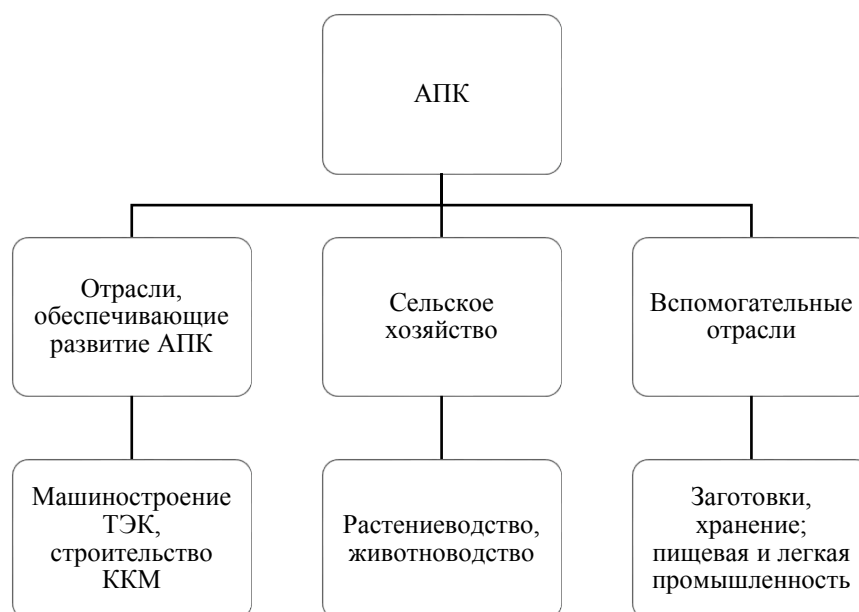 АПК
Отрасли,
обеспечивающие
развитие АПК
Сельское
хозяйство
Вспомогательные
отрасли
Машиностроение
ТЭК,
строительство
ККМ
Растениеводство,
животноводство
Заготовки,
хранение;
пищевая и легкая
промышленность